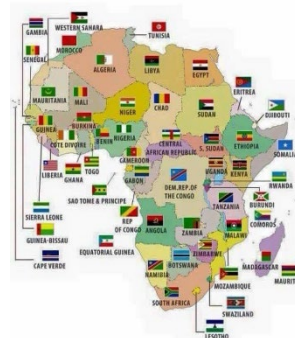 WESTERN SAHARA
GAMBIA
TUNISIA
SENEGAL
MOROCCO
ALGERIA
LIBYA
EGYPT
MAURITANIA
MALI
NIGER
CHAD
SUDAN
ERITREA
DJIBOUTI
GUINEA
BURKINA
BENIN
NIGERIA
ETHIOPIA
SOMALI
COTE DIVOIRE
CENTRAL
AFRICAN REPUBLIC
S. SUDAN
LIBERIA
GHANA
TOGO
CAMEROON
UGANDA
KENYA
GABON
SAO TOME & PRINCIPE
DEM.REP.OF
THE CONGO
RWANDA
SIERRA LEONE
REP
OF CONGO
TANZANIA
BURUNDI
COMOROS
GUINEA-BISSAU
EQUATORIAL GUINEA
ANGOLA
ZAMBIA
MALAWI
CAPE VERDE
ZIMBABWE
NAMIBIA
BOTSWANA
MADAGASCAR
MAURIT
MOZAMBIQUE
SOUTH AFRICA
SWAZILAND
LESOTHO